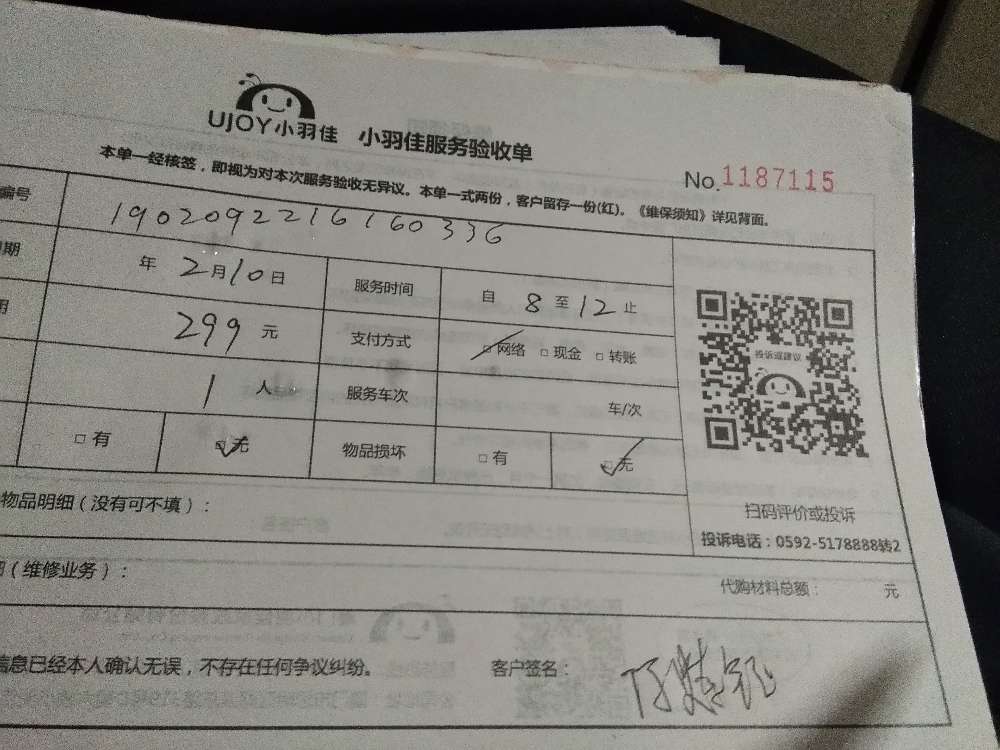 UJOY小羽佳 小羽佳服务验收单
本单一经核签，即视为对本次服务验收无异议。本单一式两份，客户留存一份(红)。《维保须知》详见背面。
No.1187115
编号 1902092216160336
期 年 2月10日 服务时间 自 8 至 12 止
用 299 元 支付方式 □网络 □现金 □转账
1 人 服务车次 车/次
□有 □无 物品损坏 □有 □无
投诉或建议
扫码评价或投诉
投诉电话：0592-5178888转2
物品明细（没有可不填）：
细（维修业务）： 代购材料总额： 元
信息已经本人确认无误，不存在任何争议纠纷。 客户签名：